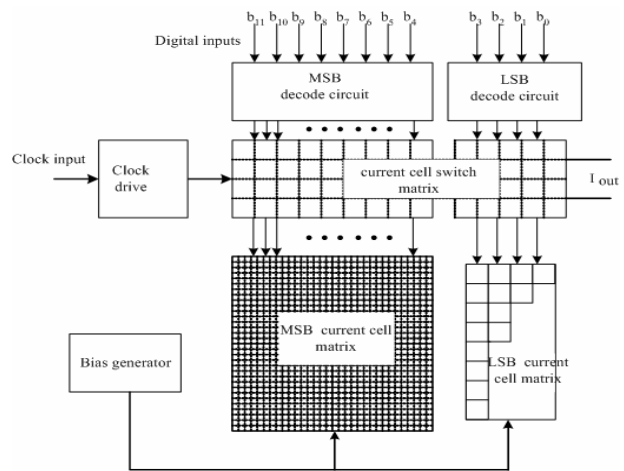 b11 b10 b9 b8 b7 b6 b5 b4 b3 b2 b1 b0
Digital inputs
MSB
decode circuit
LSB
decode circuit
Clock input
Clock
drive
current cell switch
matrix
I out
MSB current cell
matrix
Bias generator
LSB current
cell matrix